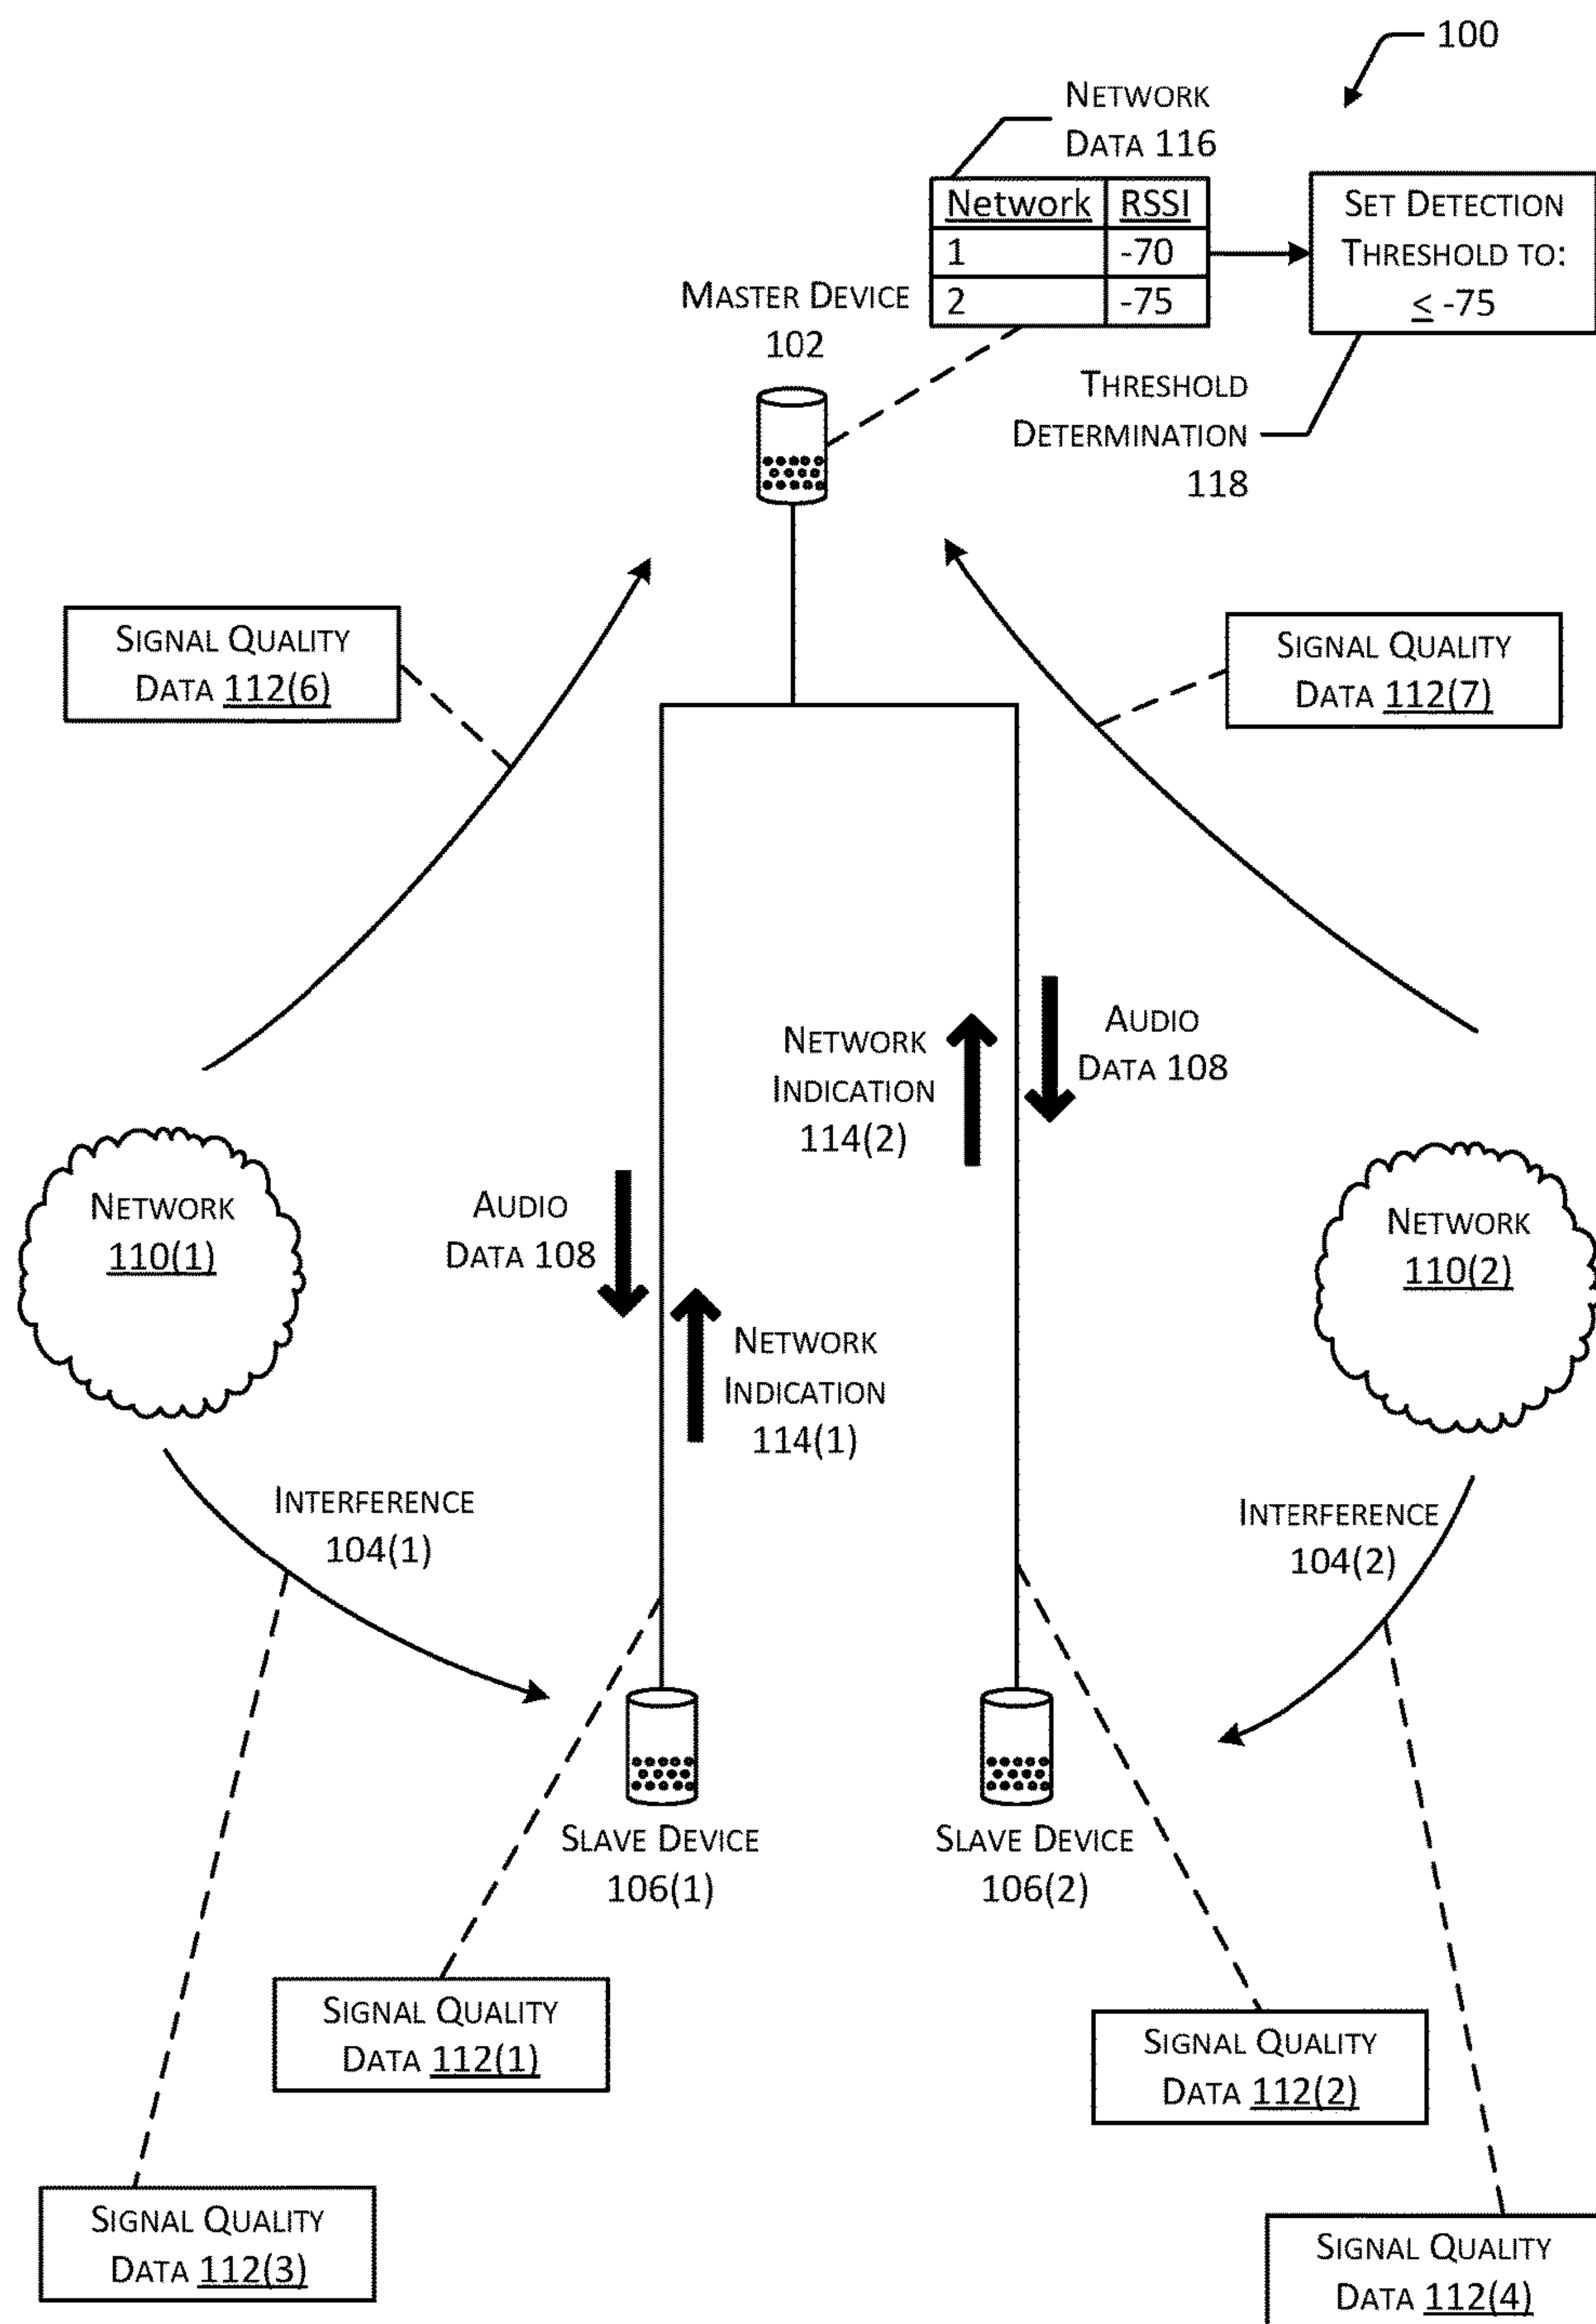 100
NETWORK
DATA 116
Network RSSI
1 -70
2 -75
SET DETECTION
THRESHOLD TO:
≤ -75
MASTER DEVICE
102
THRESHOLD
DETERMINATION
118
SIGNAL QUALITY
DATA 112(6)
SIGNAL QUALITY
DATA 112(7)
NETWORK
INDICATION
114(2)
AUDIO
DATA 108
NETWORK
110(1)
AUDIO
DATA 108
NETWORK
INDICATION
114(1)
NETWORK
110(2)
INTERFERENCE
104(1)
INTERFERENCE
104(2)
SLAVE DEVICE
106(1)
SLAVE DEVICE
106(2)
SIGNAL QUALITY
DATA 112(1)
SIGNAL QUALITY
DATA 112(2)
SIGNAL QUALITY
DATA 112(3)
SIGNAL QUALITY
DATA 112(4)